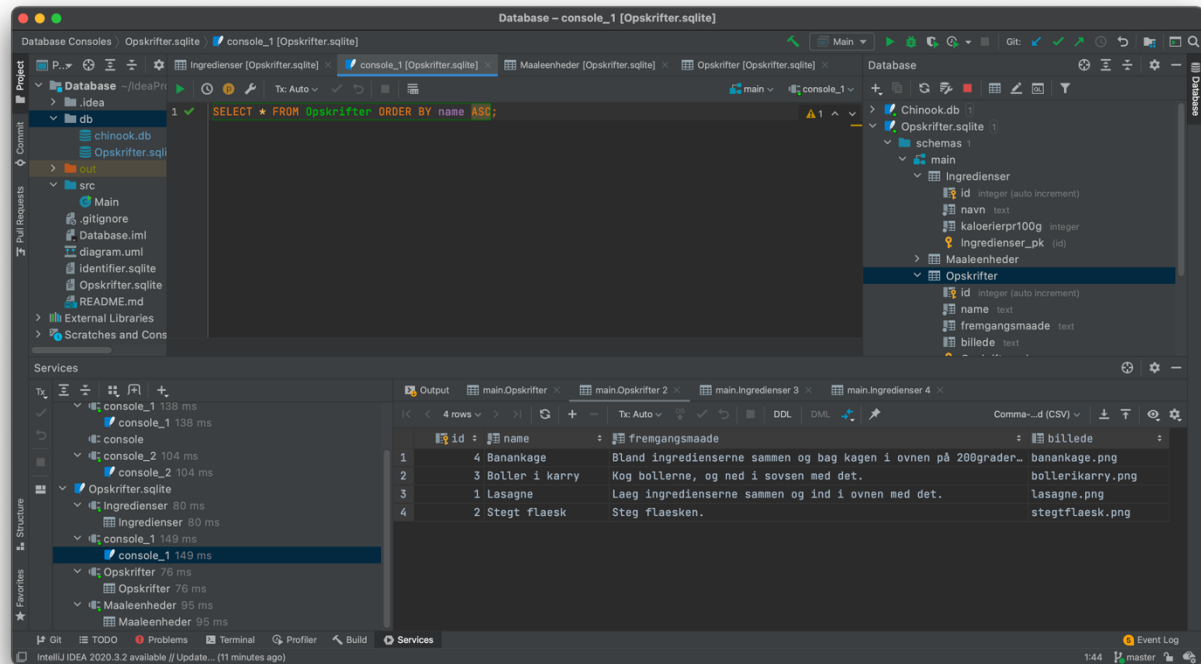 Database – console_1 [Opskrifter.sqlite]
Database Consoles Opskrifter.sqlite console_1 [Opskrifter.sqlite] Main Git:
Project P... Ingredienser [Opskrifter.sqlite] console_1 [Opskrifter.sqlite] Maaleenheder [Opskrifter.sqlite] Opskrifter [Opskrifter.sqlite] Database
Database ~/IdeaPro Tx: Auto main console_1
.idea
db
chinook.db
Opskrifter.sqli
out
src
Main
.gitignore
Database.iml
diagram.uml
identifier.sqlite
Opskrifter.sqlite
README.md
External Libraries
Scratches and Cons
Commit
Pull Requests
1 SELECT * FROM Opskrifter ORDER BY name ASC; 1
Database
Chinook.db 1
Opskrifter.sqlite 1
schemas 1
main
Ingredienser
id integer (auto increment)
navn text
kaloerierpr100g integer
Ingredienser_pk (id)
Maaleenheder
Opskrifter
id integer (auto increment)
name text
fremgangsmaade text
billede text
Services
Tx
console_1 138 ms
console_1 138 ms
console
console_2 104 ms
console_2 104 ms
Opskrifter.sqlite
Ingredienser 80 ms
Ingredienser 80 ms
console_1 149 ms
console_1 149 ms
Opskrifter 76 ms
Opskrifter 76 ms
Maaleenheder 95 ms
Maaleenheder 95 ms
Structure
Favorites
Output main.Opskrifter main.Opskrifter 2 main.Ingredienser 3 main.Ingredienser 4
4 rows Tx: Auto DDL DML Comma-...d (CSV)
id name fremgangsmaade billede
1 4 Banankage Bland ingredienserne sammen og bag kagen i ovnen på 200grader… banankage.png
2 3 Boller i karry Kog bollerne, og ned i sovsen med det. bollerikarry.png
3 1 Lasagne Laeg ingredienserne sammen og ind i ovnen med det. lasagne.png
4 2 Stegt flaesk Steg flaesken. stegtflaesk.png
Git TODO Problems Terminal Profiler Build Services 6 Event Log
IntelliJ IDEA 2020.3.2 available // Update... (11 minutes ago) 1:44 master